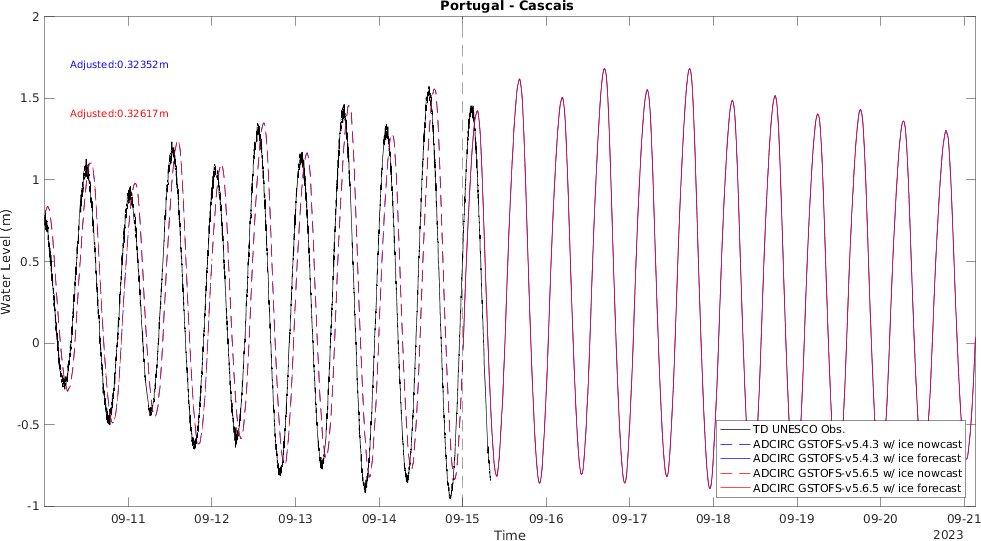 Portugal - Cascais
2
1.5
1
0.5
0
-0.5
-1
Water Level (m)
Adjusted:0.32352m
Adjusted:0.32617m
TD UNESCO Obs.
ADCIRC GSTOFS-v5.4.3 w/ ice nowcast
ADCIRC GSTOFS-v5.4.3 w/ ice forecast
ADCIRC GSTOFS-v5.6.5 w/ ice nowcast
ADCIRC GSTOFS-v5.6.5 w/ ice forecast
09-11 09-12 09-13 09-14 09-15 09-16 09-17 09-18 09-19 09-20 09-21
2023
Time